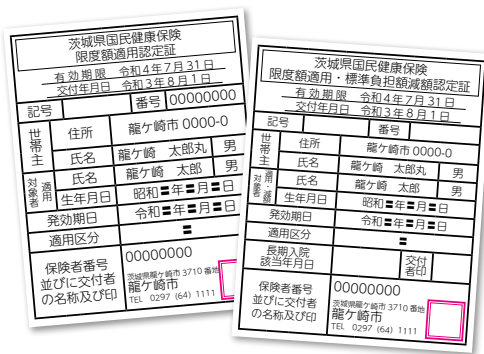 茨城県国民健康保険
限度額適用認定証
有効期限 令和4年7月31日
交付年月日 令和3年8月1日
記号 番号 00000000
世帯主 住所 龍ケ崎市 0000-0
氏名 龍ケ崎 太郎丸 男
適用対象者 氏名 龍ケ崎 太郎 男
生年月日 昭和〓年〓月〓日
発効期日 令和〓年〓月〓日
適用区分 〓
保険者番号
並びに交付者
の名称及び印
00000000
茨城県龍ケ崎市 3710 番地
龍ケ崎市
TEL 0297 (64) 1111
茨城県国民健康保険
限度額適用・標準負担額減額認定証
有効期限 令和4年7月31日
交付年月日 令和3年8月1日
記号 番号
世帯主 住所 龍ケ崎市 0000-0
氏名 龍ケ崎 太郎丸 男
適用・減額対象者 氏名 龍ケ崎 太郎 男
生年月日 昭和〓年〓月〓日
発効期日 令和〓年〓月〓日
適用区分 〓
長期入院
該当年月日
交付
者印
保険者番号
並びに交付者
の名称及び印
00000000
茨城県龍ケ崎市 3710 番地
龍ケ崎市
TEL 0297 (64) 1111